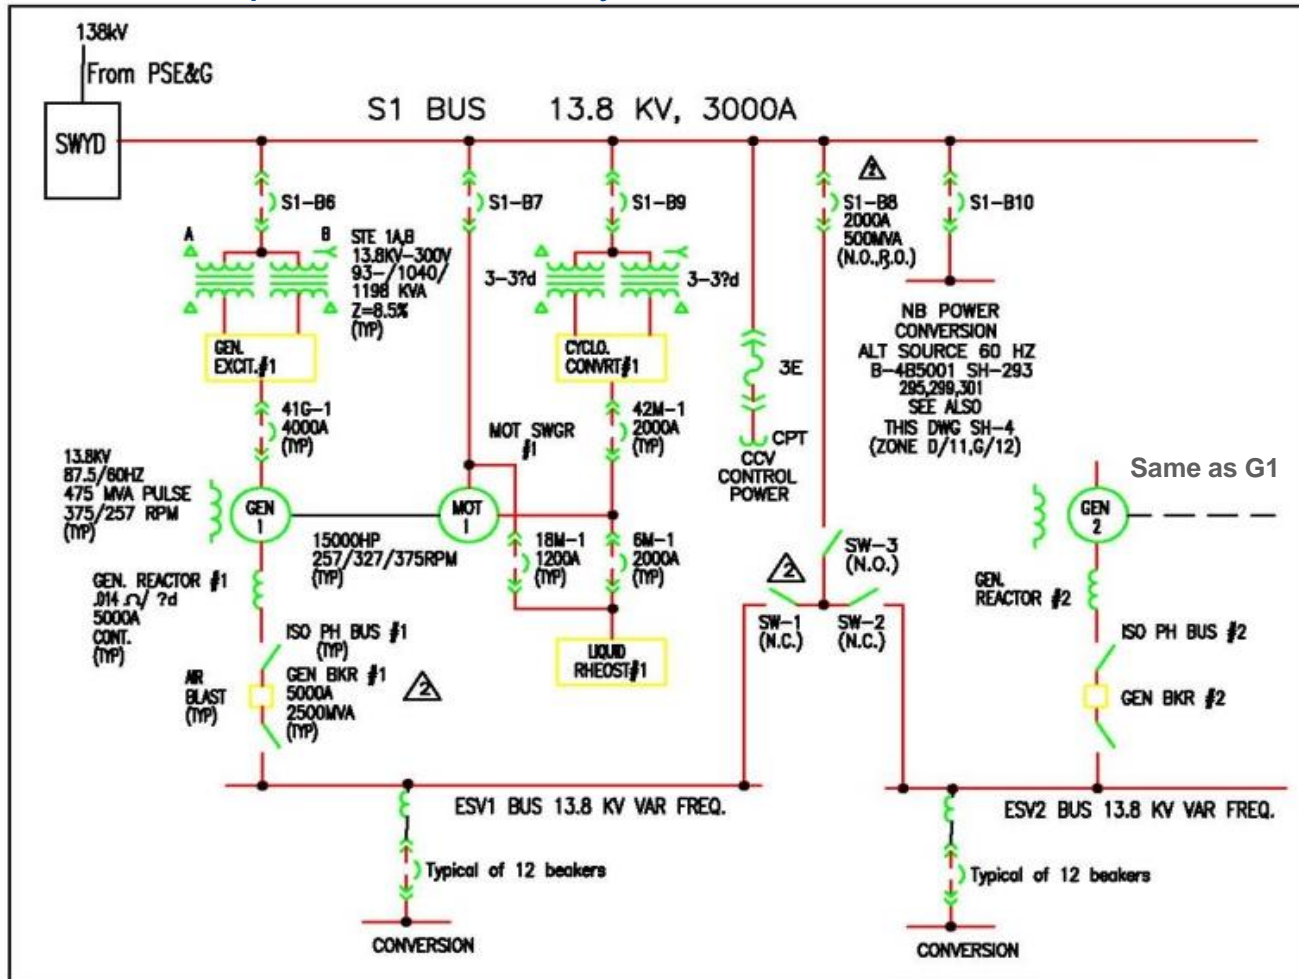 138kV
From PSE&G
SWYD
S1 BUS 13.8 KV, 3000A
S1-B6
S1-B7
S1-B9
2
S1-B8
2000A
500MVA
(N.O.,R.O.)
S1-B10
A
B
STE 1A,B
13.8KV-300V
93-/1040/
1198 KVA
Z=8.5%
(TYP)
3-3?d
3-3?d
GEN.
EXCIT.#1
CYCLO.
CONVRT#1
3E
CPT
CCV
CONTROL
POWER
NB POWER
CONVERSION
ALT SOURCE 60 HZ
B-4B5001 SH-293
295,299,301
SEE ALSO
THIS DWG SH-4
(ZONE D/11,G/12)
41G-1
4000A
(TYP)
MOT SWGR
#1
42M-1
2000A
(TYP)
13.8KV
87.5/60HZ
475 MVA PULSE
375/257 RPM
(TYP)
GEN
1
MOT
1
15000HP
257/327/375RPM
(TYP)
18M-1
1200A
(TYP)
6M-1
2000A
(TYP)
SW-3
(N.O.)
GEN
2
Same as G1
GEN. REACTOR #1
.014 Ω/ ?d
5000A
CONT.
(TYP)
2
SW-1
(N.C.)
SW-2
(N.C.)
GEN.
REACTOR #2
ISO PH BUS #1
(TYP)
LIQUID
RHEOST#1
ISO PH BUS #2
AIR
BLAST
(TYP)
GEN BKR #1
5000A
2500MVA
(TYP)
2
GEN BKR #2
ESV1 BUS 13.8 KV VAR FREQ.
ESV2 BUS 13.8 KV VAR FREQ.
Typical of 12 beakers
Typical of 12 beakers
CONVERSION
CONVERSION